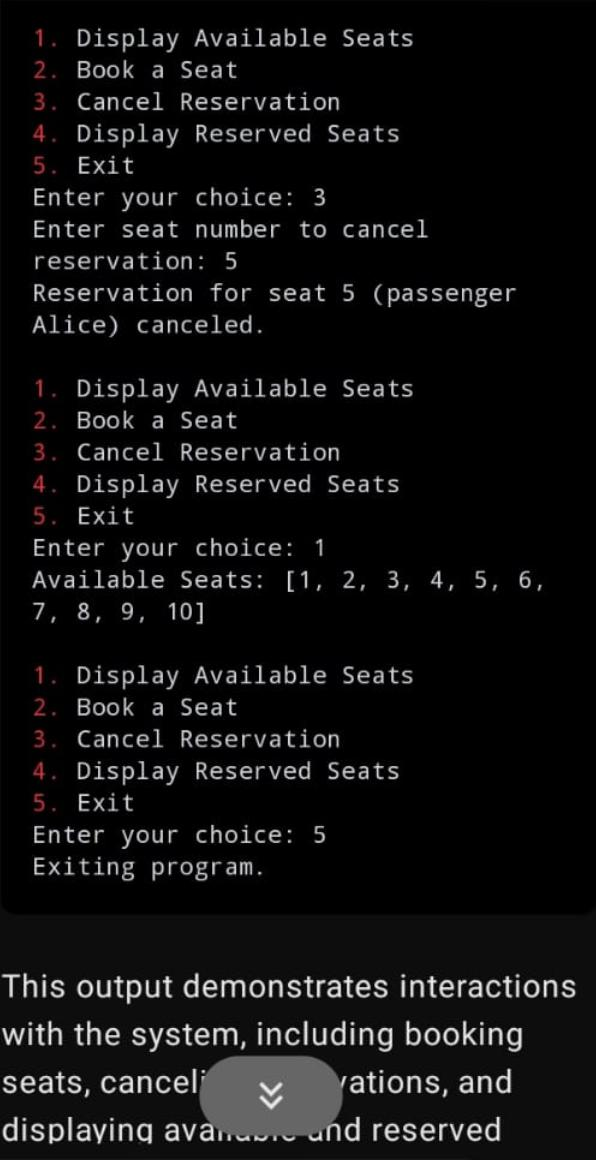 1. Display Available Seats
2. Book a Seat
3. Cancel Reservation
4. Display Reserved Seats
5. Exit
Enter your choice: 3
Enter seat number to cancel
reservation: 5
Reservation for seat 5 (passenger
Alice) canceled.
1. Display Available Seats
2. Book a Seat
3. Cancel Reservation
4. Display Reserved Seats
5. Exit
Enter your choice: 1
Available Seats: [1, 2, 3, 4, 5, 6,
7, 8, 9, 10]
1. Display Available Seats
2. Book a Seat
3. Cancel Reservation
4. Display Reserved Seats
5. Exit
Enter your choice: 5
Exiting program.
This output demonstrates interactions
with the system, including booking
seats, and
displaying and reserved